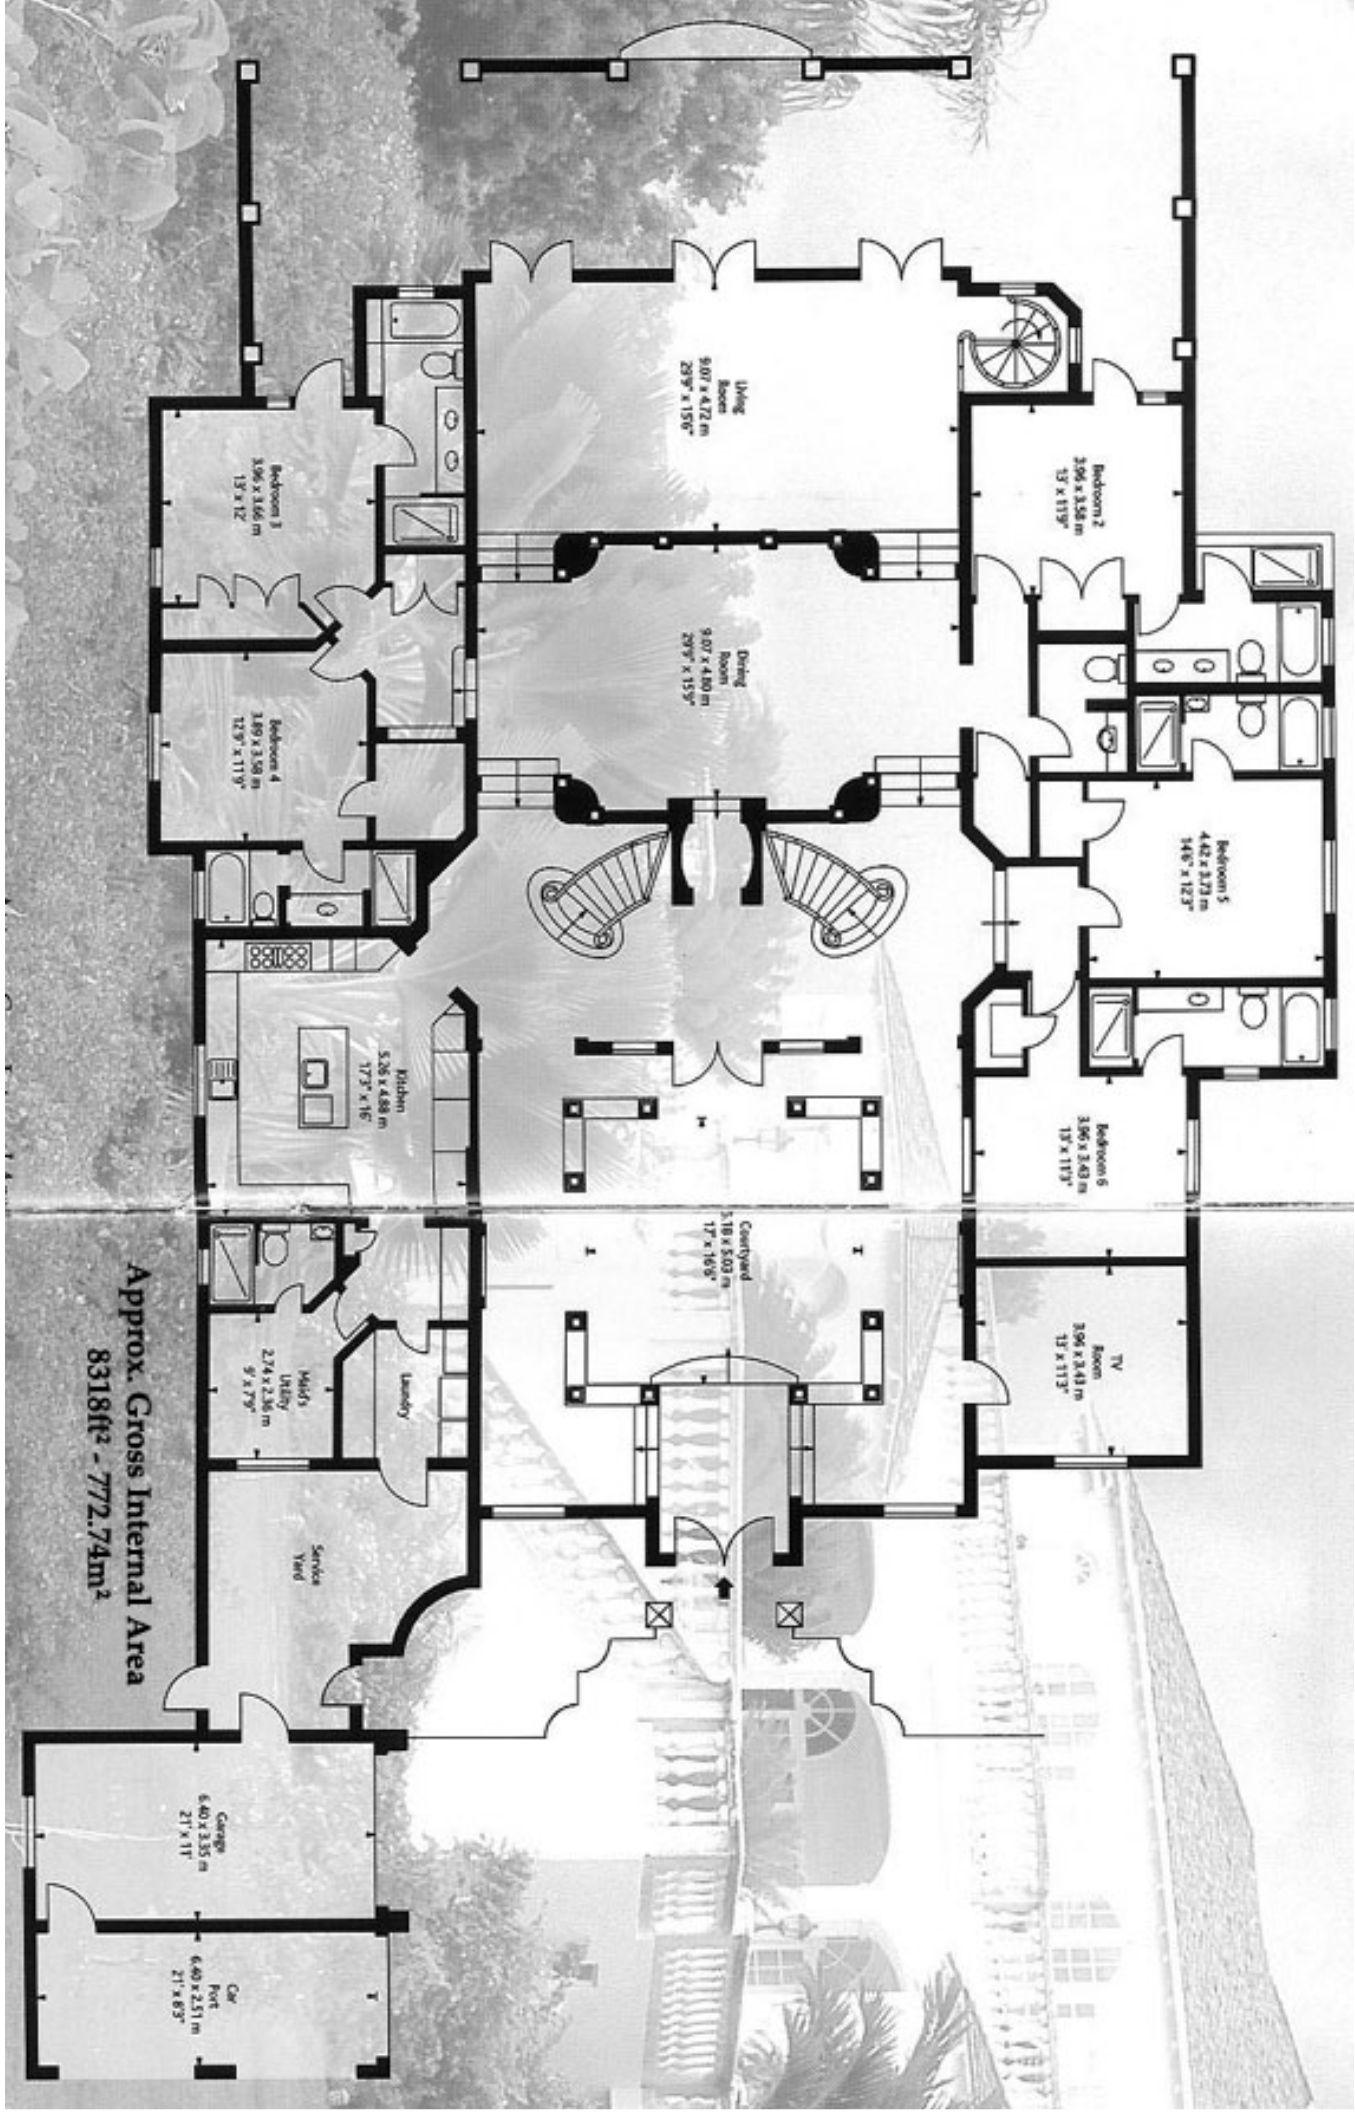 Living
Room
9.07 x 4.72 m
29'9" x 15'6"
Bedroom 2
3.96 x 3.58 m
13' x 11'9"
Bedroom 3
3.96 x 3.66 m
13' x 12'
Dining
Room
9.07 x 4.80 m
29'9" x 15'9"
Bedroom 4
3.89 x 3.58 m
12'9" x 11'9"
Bedroom 5
4.42 x 3.73 m
14'6" x 12'3"
Kitchen
5.26 x 4.88 m
17'3" x 16'
Bedroom 6
3.96 x 3.43 m
13' x 11'3"
Courtyard
5.18 x 5.03 m
17' x 16'6"
TV
Room
3.96 x 3.43 m
13' x 11'3"
Maid's
Utility
2.74 x 2.36 m
9' x 7'9"
Laundry
Service
Yard
Garage
6.40 x 3.35 m
21' x 11'
Car
Port
6.40 x 2.51 m
21' x 8'3"
Approx. Gross Internal Area
8318ft² - 772.74m²